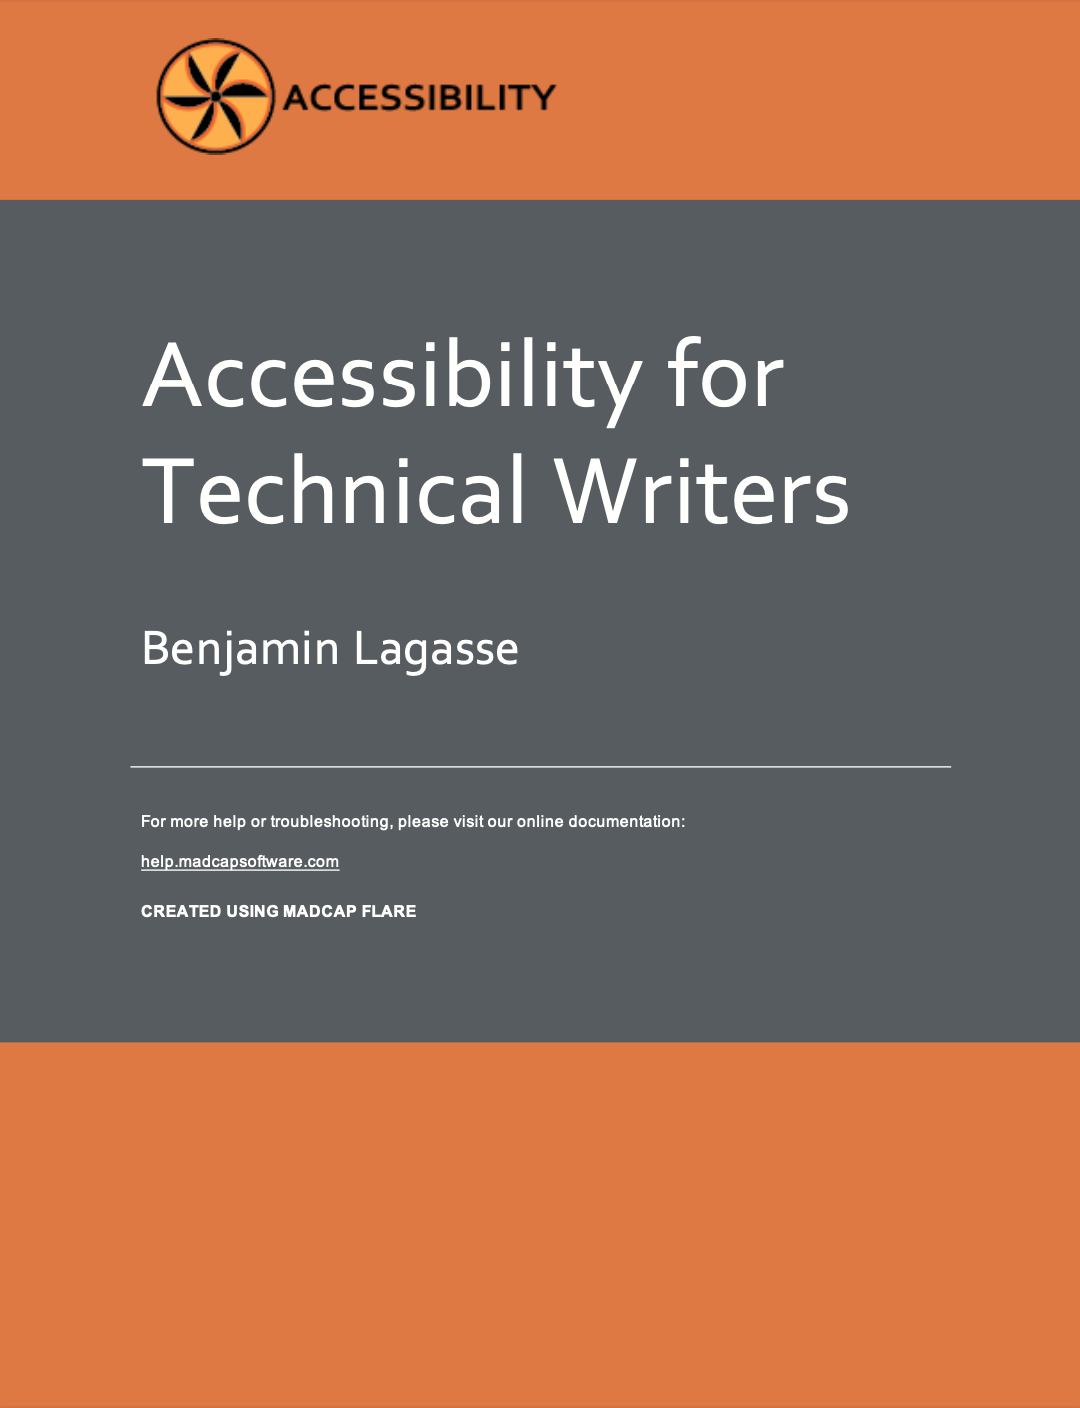 ACCESSIBILITY
Accessibility for
Technical Writers
Benjamin Lagasse
For more help or troubleshooting, please visit our online documentation:
help.madcapsoftware.com
CREATED USING MADCAP FLARE